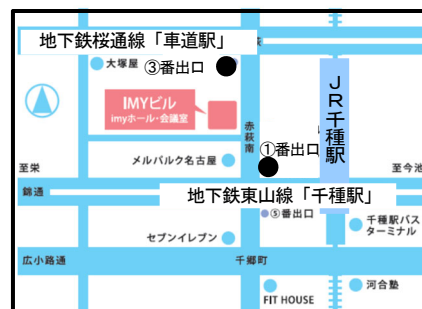 地下鉄桜通線「車道駅」
萩
大塚屋
③番出口
IMYビル
imyホール・会議室
赤萩南
JR千種駅
①番出口
メルパルク名古屋
至栄
至今池
錦通
地下鉄東山線「千種駅」
⑤番出口
千種駅バス
ターミナル
セブンイレブン
広小路通
千郷町
河合塾
FIT HOUSE